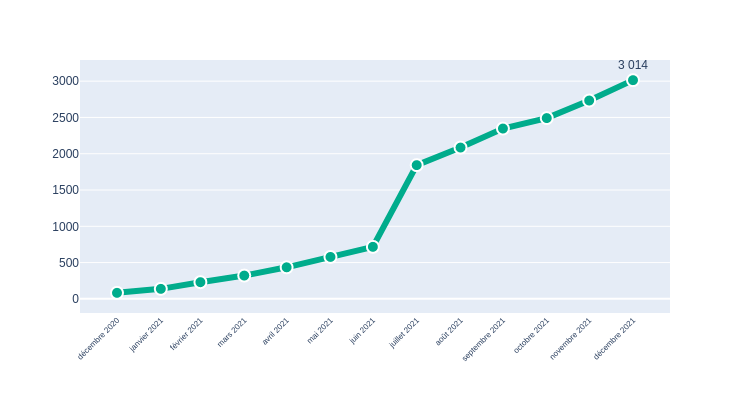 3 014
3000
2500
2000
1500
1000
500
0
décembre 2020
janvier 2021
février 2021
mars 2021
avril 2021
mai 2021
juin 2021
juillet 2021
août 2021
septembre 2021
octobre 2021
novembre 2021
décembre 2021